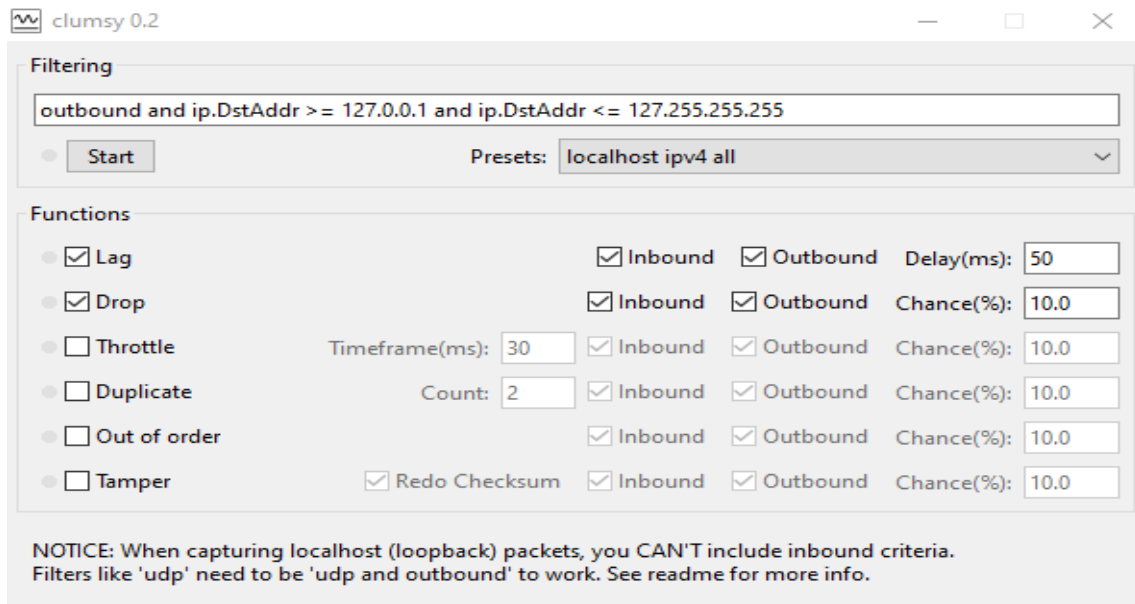 clumsy 0.2
Filtering
outbound and ip.DstAddr >= 127.0.0.1 and ip.DstAddr <= 127.255.255.255
Start Presets: localhost ipv4 all
Functions
Lag Inbound Outbound Delay(ms): 50
Drop Inbound Outbound Chance(%): 10.0
Throttle Timeframe(ms): 30 Inbound Outbound Chance(%): 10.0
Duplicate Count: 2 Inbound Outbound Chance(%): 10.0
Out of order Inbound Outbound Chance(%): 10.0
Tamper Redo Checksum Inbound Outbound Chance(%): 10.0
NOTICE: When capturing localhost (loopback) packets, you CAN'T include inbound criteria.
Filters like 'udp' need to be 'udp and outbound' to work. See readme for more info.